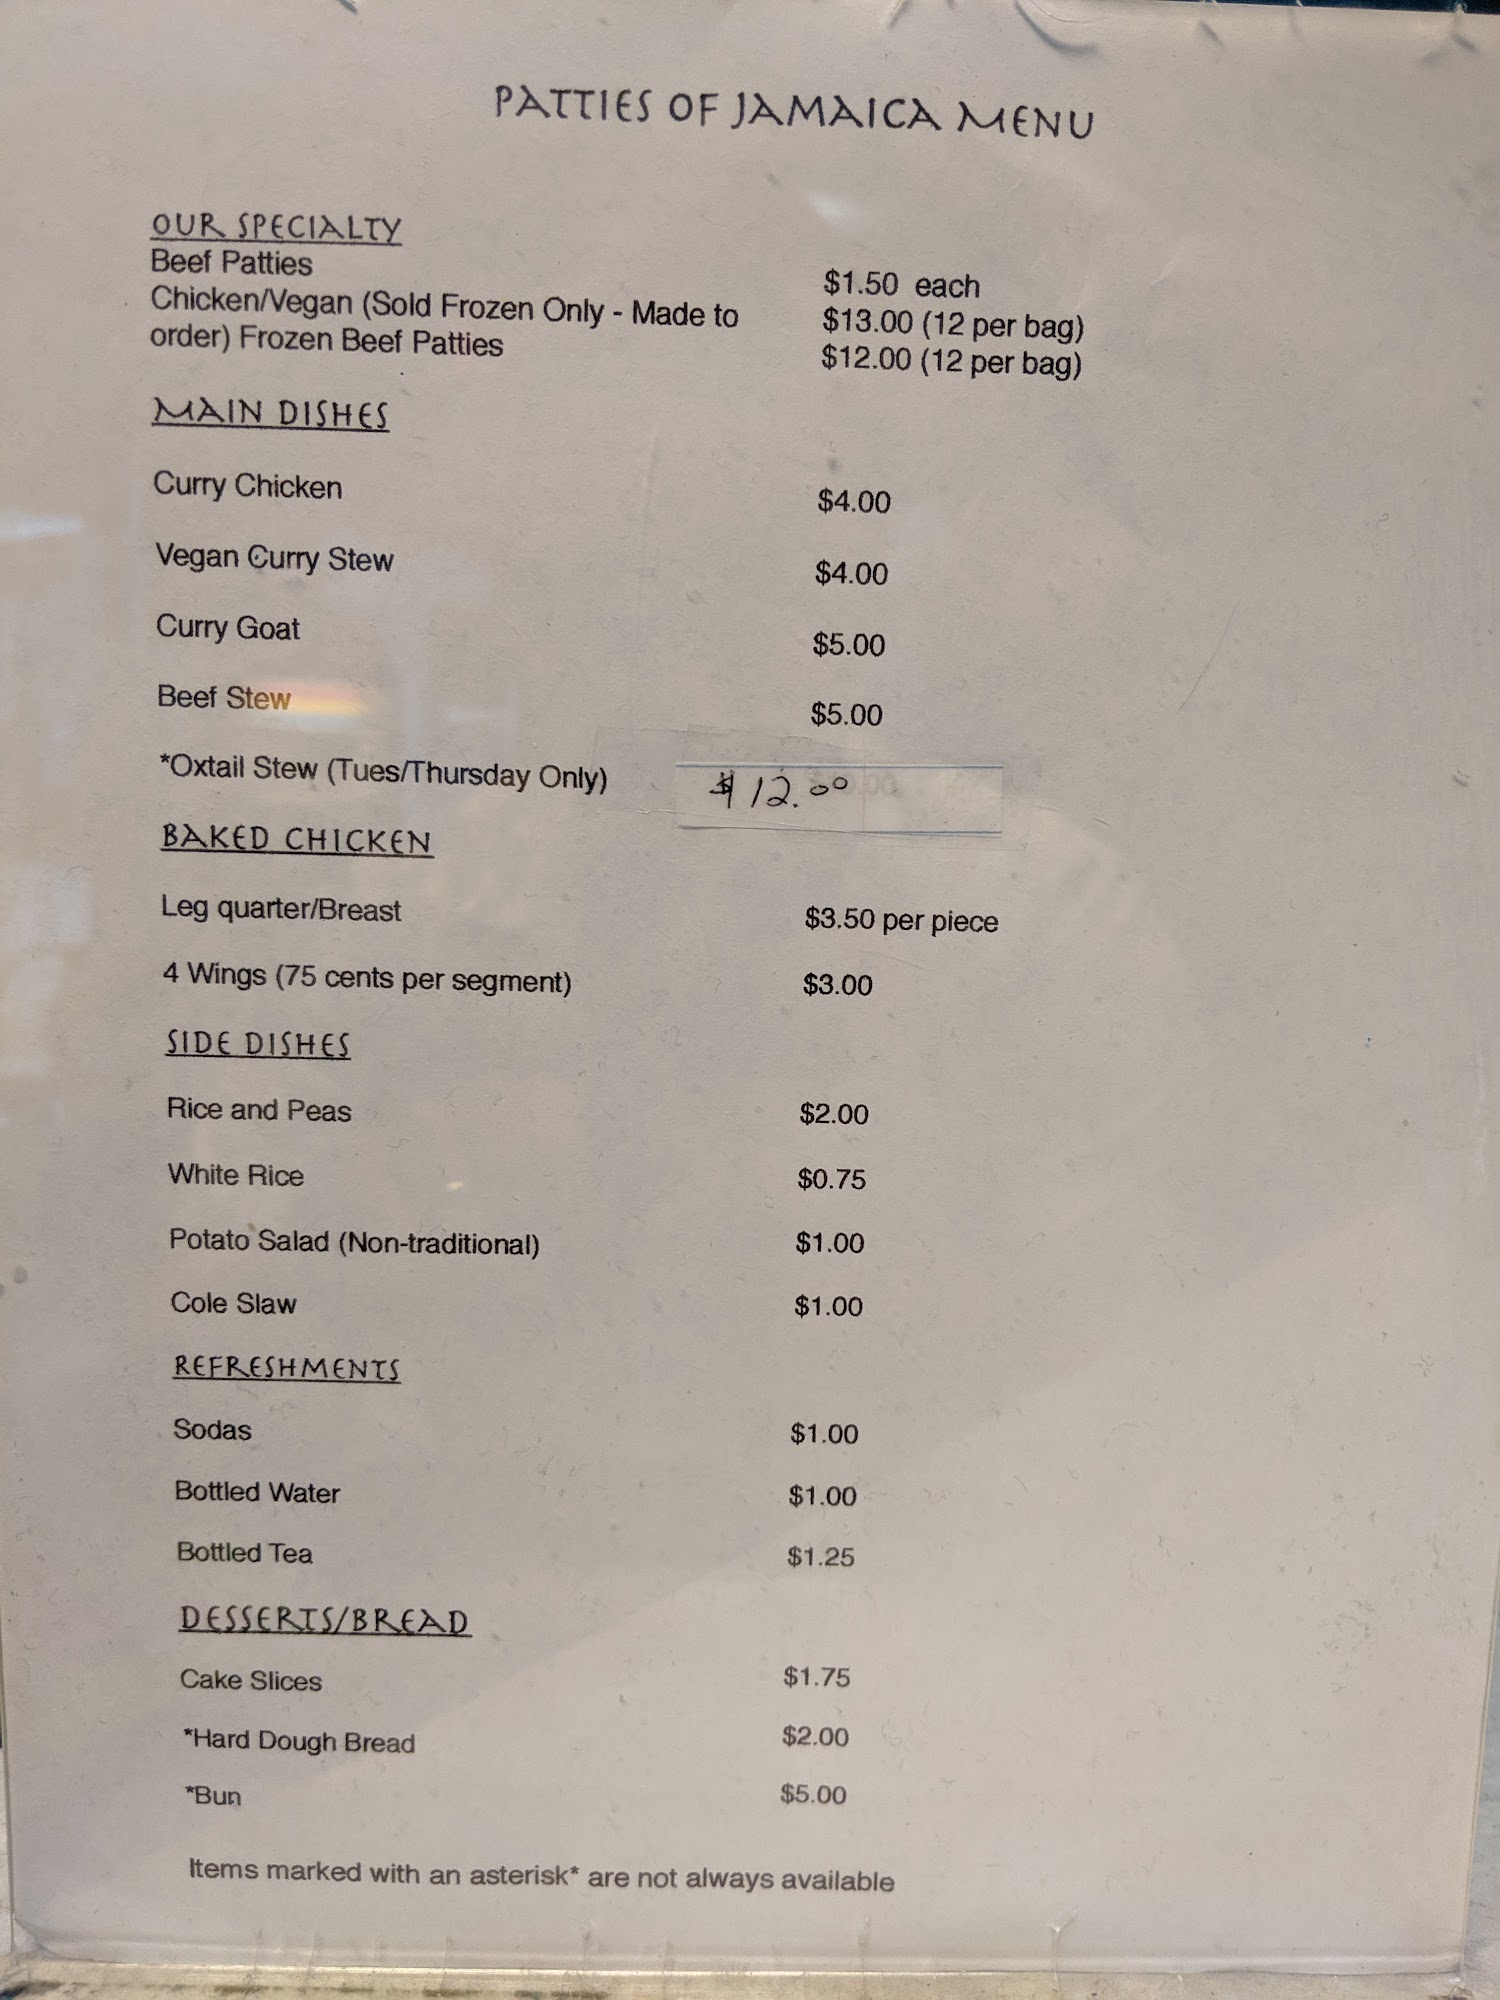 PATTIES OF JAMAICA MENU
OUR SPECIALTY
Beef Patties $1.50 each
Chicken/Vegan (Sold Frozen Only - Made to $13.00 (12 per bag)
order) Frozen Beef Patties $12.00 (12 per bag)
MAIN DISHES
Curry Chicken $4.00
Vegan Curry Stew $4.00
Curry Goat $5.00
Beef Stew $5.00
*Oxtail Stew (Tues/Thursday Only) $12.00
BAKED CHICKEN
Leg quarter/Breast $3.50 per piece
4 Wings (75 cents per segment) $3.00
SIDE DISHES
Rice and Peas $2.00
White Rice $0.75
Potato Salad (Non-traditional) $1.00
Cole Slaw $1.00
REFRESHMENTS
Sodas $1.00
Bottled Water $1.00
Bottled Tea $1.25
DESSERTS/BREAD
Cake Slices $1.75
*Hard Dough Bread $2.00
*Bun $5.00
Items marked with an asterisk* are not always available